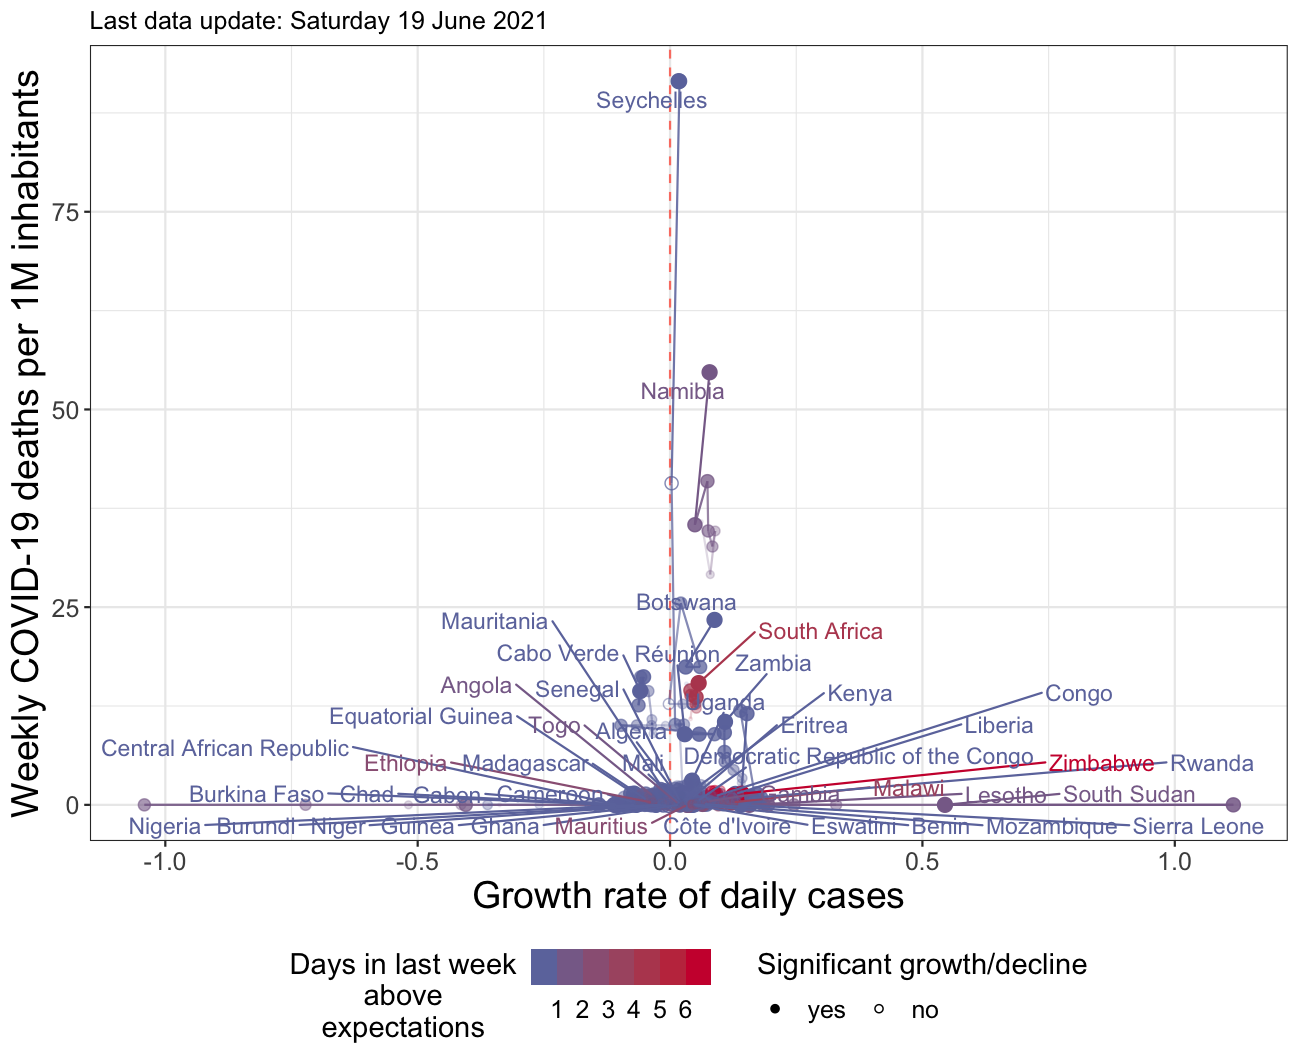 Last data update: Saturday 19 June 2021
Weekly COVID-19 deaths per 1M inhabitants
75
50
25
0
Seychelles
Namibia
Botswana
Mauritania
South Africa
Cabo Verde
Réunion
Zambia
Angola
Senegal
Uganda
Kenya
Congo
Equatorial Guinea
Togo
Algeria
Eritrea
Liberia
Central African Republic
Ethiopia
Madagascar
Mali
Democratic Republic of the Congo
Zimbabwe
Rwanda
Burkina Faso
Chad
Gabon
Cameroon
Gambia
Malawi
Lesotho
South Sudan
Nigeria
Burundi
Niger
Guinea
Ghana
Mauritius
Côte d'Ivoire
Eswatini
Benin
Mozambique
Sierra Leone
-1.0
-0.5
0.0
0.5
1.0
Growth rate of daily cases
Days in last week
above
expectations
1 2 3 4 5 6
Significant growth/decline
yes
no